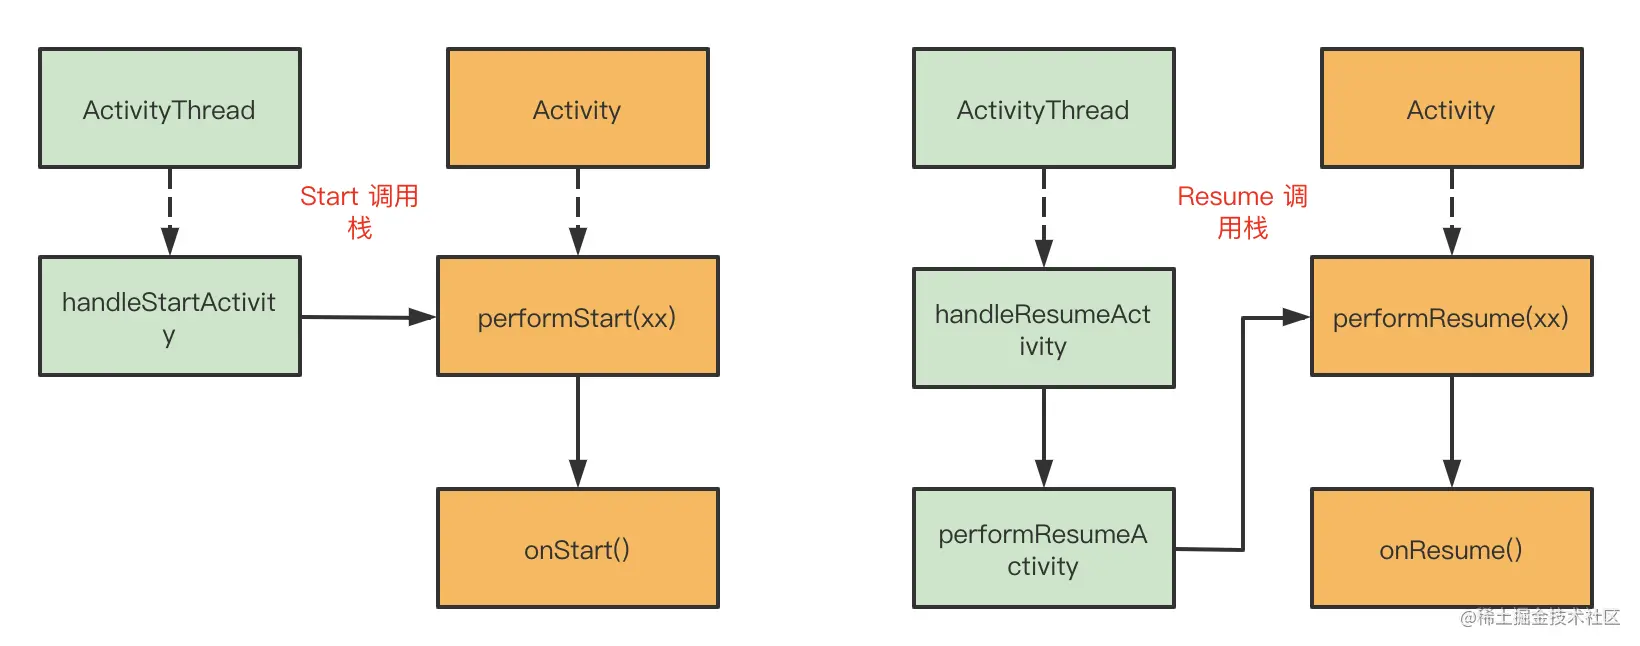 ActivityThread
Activity
Start 调用
栈
handleStartActivit
y
performStart(xx)
onStart()
ActivityThread
Activity
Resume 调
用栈
handleResumeAct
ivity
performResume(xx)
performResumeA
ctivity
onResume()
@稀土掘金技术社区